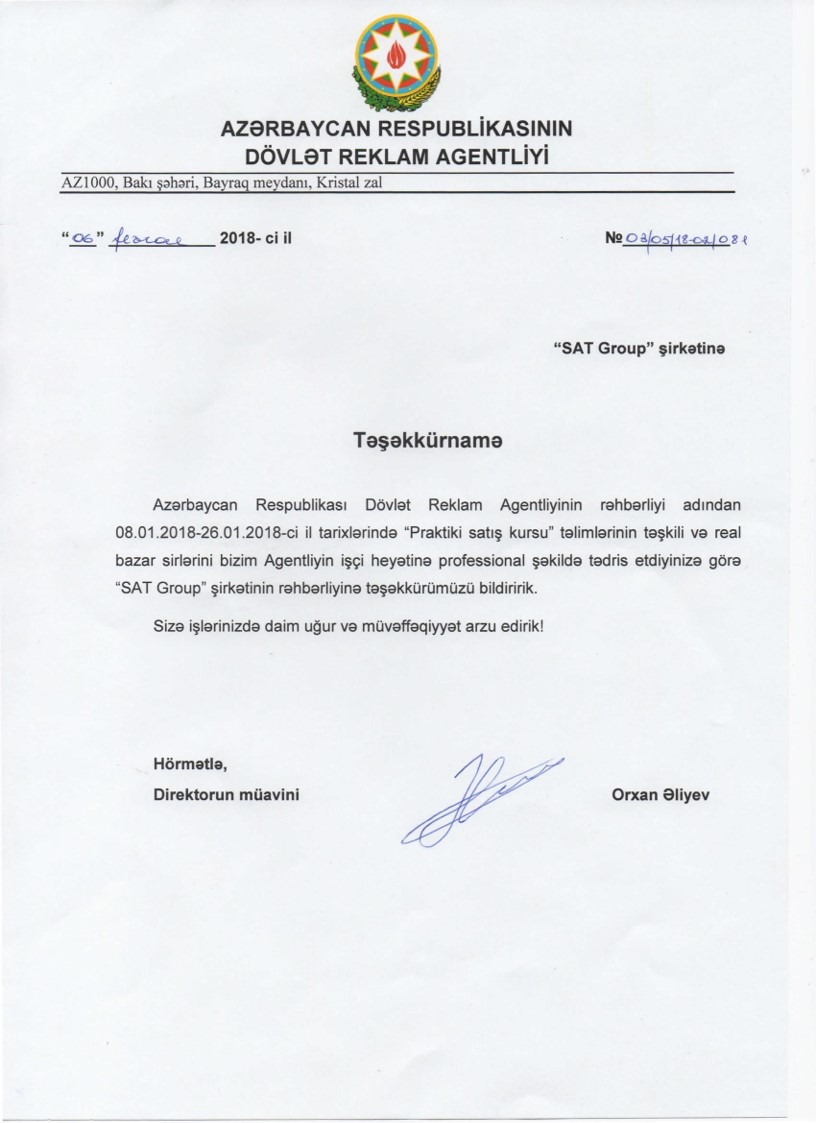 AZƏRBAYCAN RESPUBLİKASININ
DÖVLƏT REKLAM AGENTLİYİ
AZ1000, Bakı şəhəri, Bayraq meydanı, Kristal zal
“06” fevral 2018- ci il №03/05/18-02/081
“SAT Group” şirkətinə
Təşəkkürnamə
Azərbaycan Respublikası Dövlət Reklam Agentliyinin rəhbərliyi adından
08.01.2018-26.01.2018-ci il tarixlərində “Praktiki satış kursu” təlimlərinin təşkili və real
bazar sirlərini bizim Agentliyin işçi heyətinə professional şəkildə tədris etdiyinizə görə
“SAT Group” şirkətinin rəhbərliyinə təşəkkürümüzü bildiririk.
Sizə işlərinizdə daim uğur və müvəffəqiyyət arzu edirik!
Hörmətlə,
Direktorun müavini Orxan Əliyev